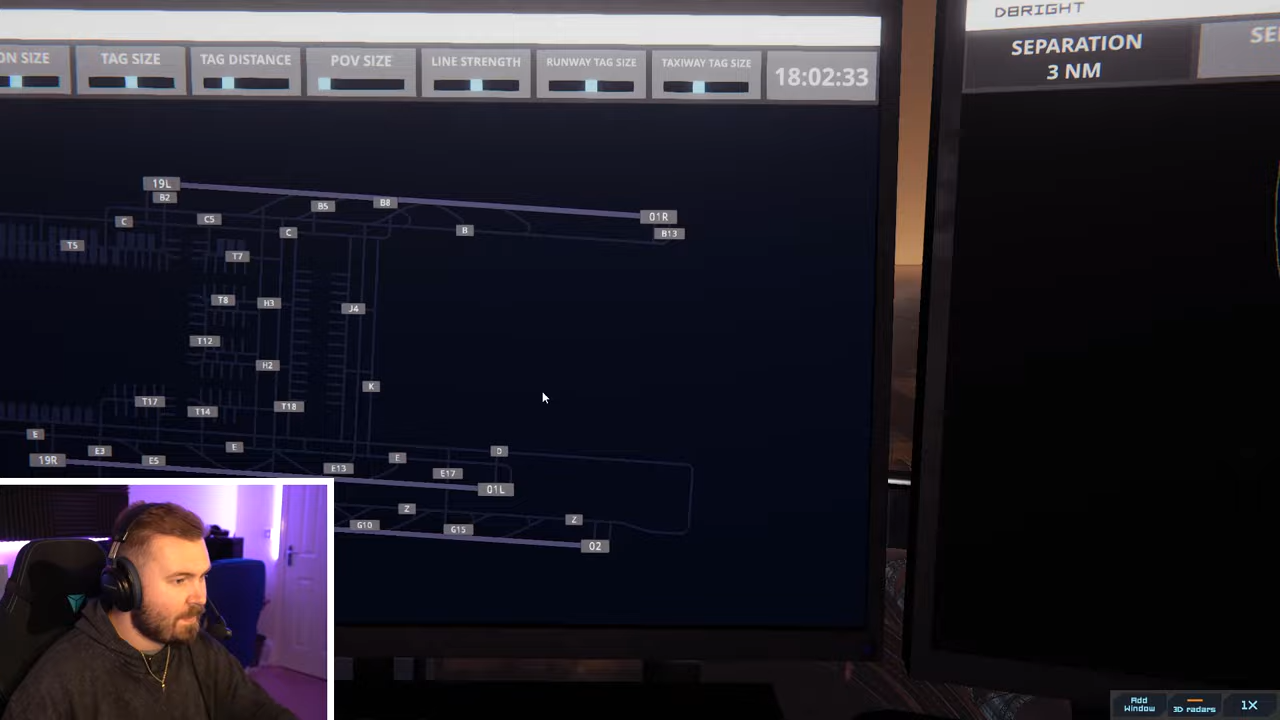 DBRIGHT
ON SIZE
TAG SIZE
TAG DISTANCE
POV SIZE
LINE STRENGTH
RUNWAY TAG SIZE
TAXIWAY TAG SIZE
18:02:33
SEPARATION
3 NM
SE
19L
B2
B5
B8
01R
C
C5
C
B
B13
T5
T7
T8
H3
J4
T12
H2
K
T17
T14
T18
E
E3
E
E
D
19R
E5
E13
E17
01L
Z
Z
G10
G15
02
Add
Window
3D radars
1X